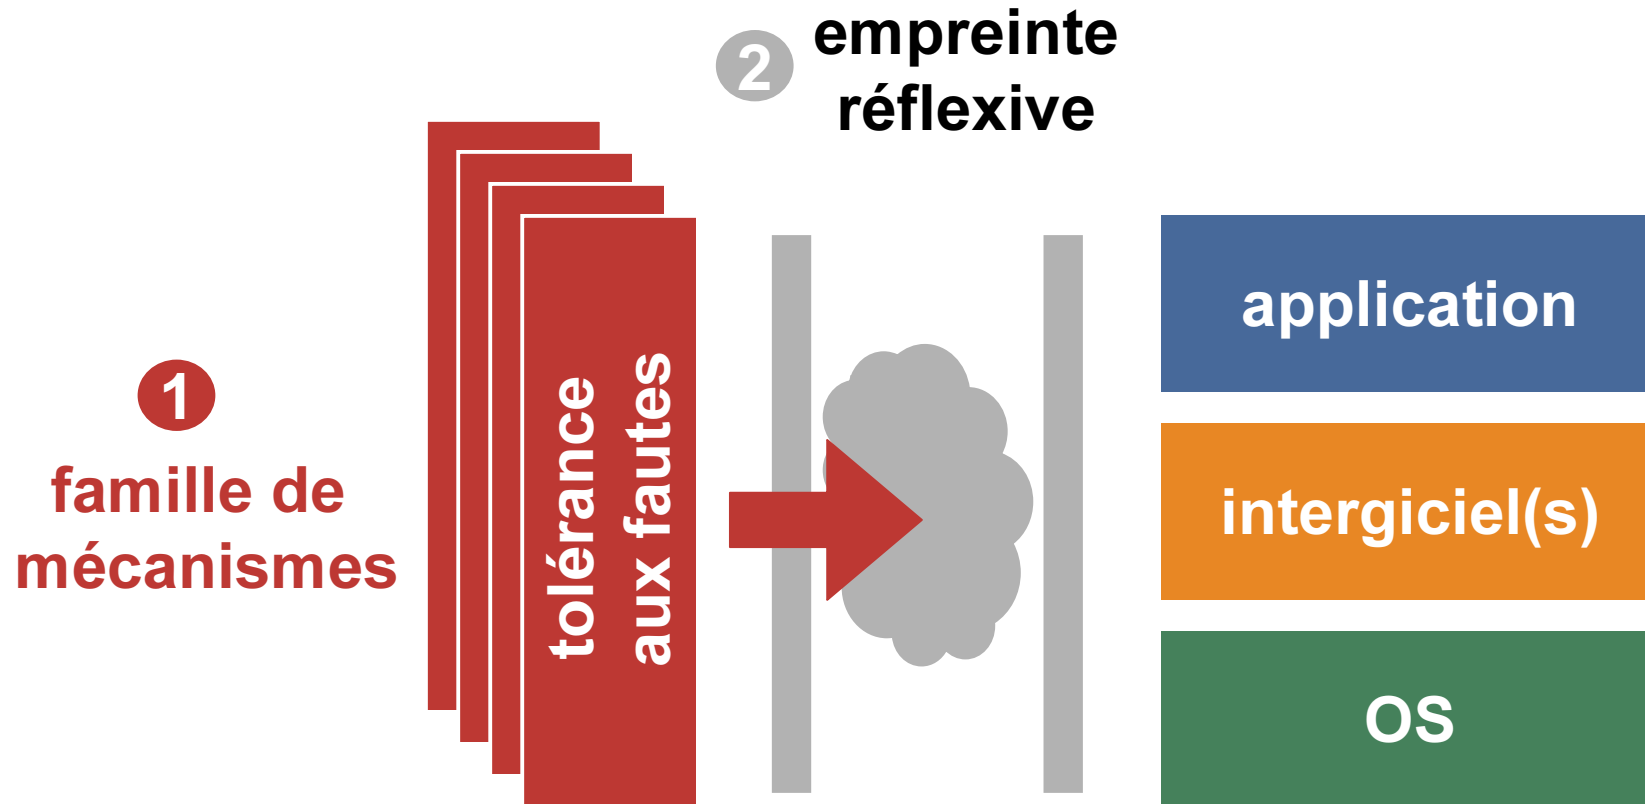 2
empreinte
réflexive
1
famille de
mécanismes
tolérance
aux fautes
application
intergiciel(s)
OS